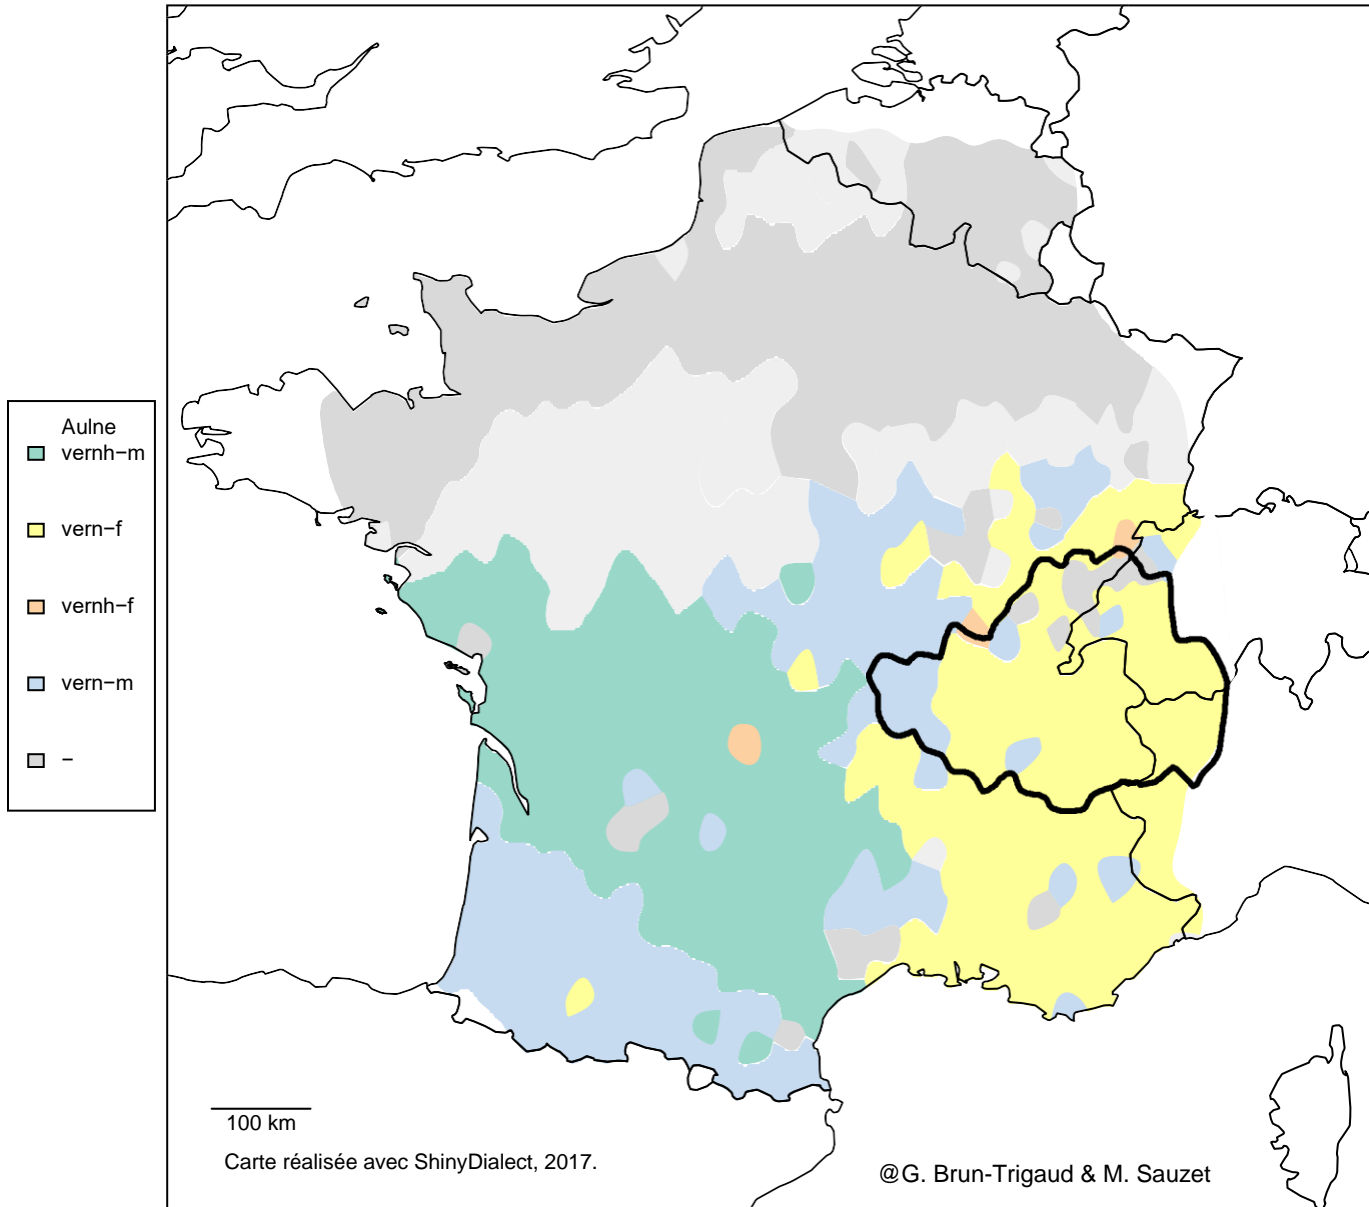 Aulne
vernh−m
vern−f
vernh−f
vern−m
−
100 km
Carte réalisée avec ShinyDialect, 2017.
@G. Brun-Trigaud & M. Sauzet